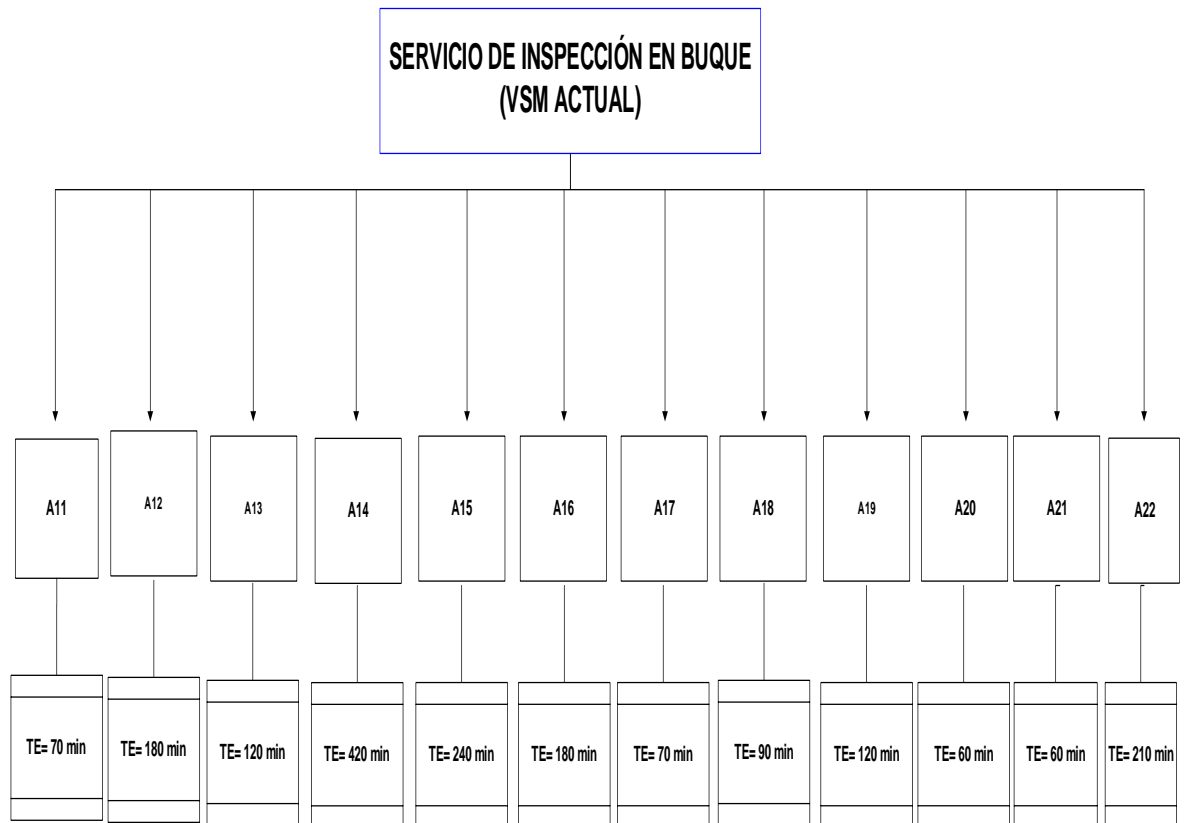 SERVICIO DE INSPECCIÓN EN BUQUE
(VSM ACTUAL)
A11
A12
A13
A14
A15
A16
A17
A18
A19
A20
A21
A22
TE= 70 min
TE= 180 min
TE= 120 min
TE= 420 min
TE= 240 min
TE= 180 min
TE= 70 min
TE= 90 min
TE= 120 min
TE= 60 min
TE= 60 min
TE= 210 min